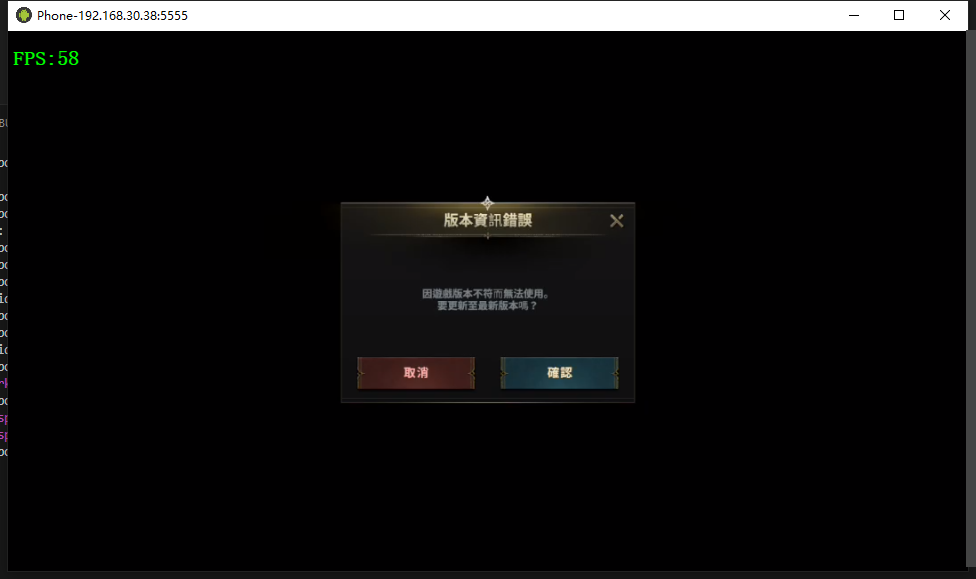 Phone-192.168.30.38:5555
FPS:58
版本資訊錯誤
因遊戲版本不符而無法使用。
要更新至最新版本嗎？
取消
確認